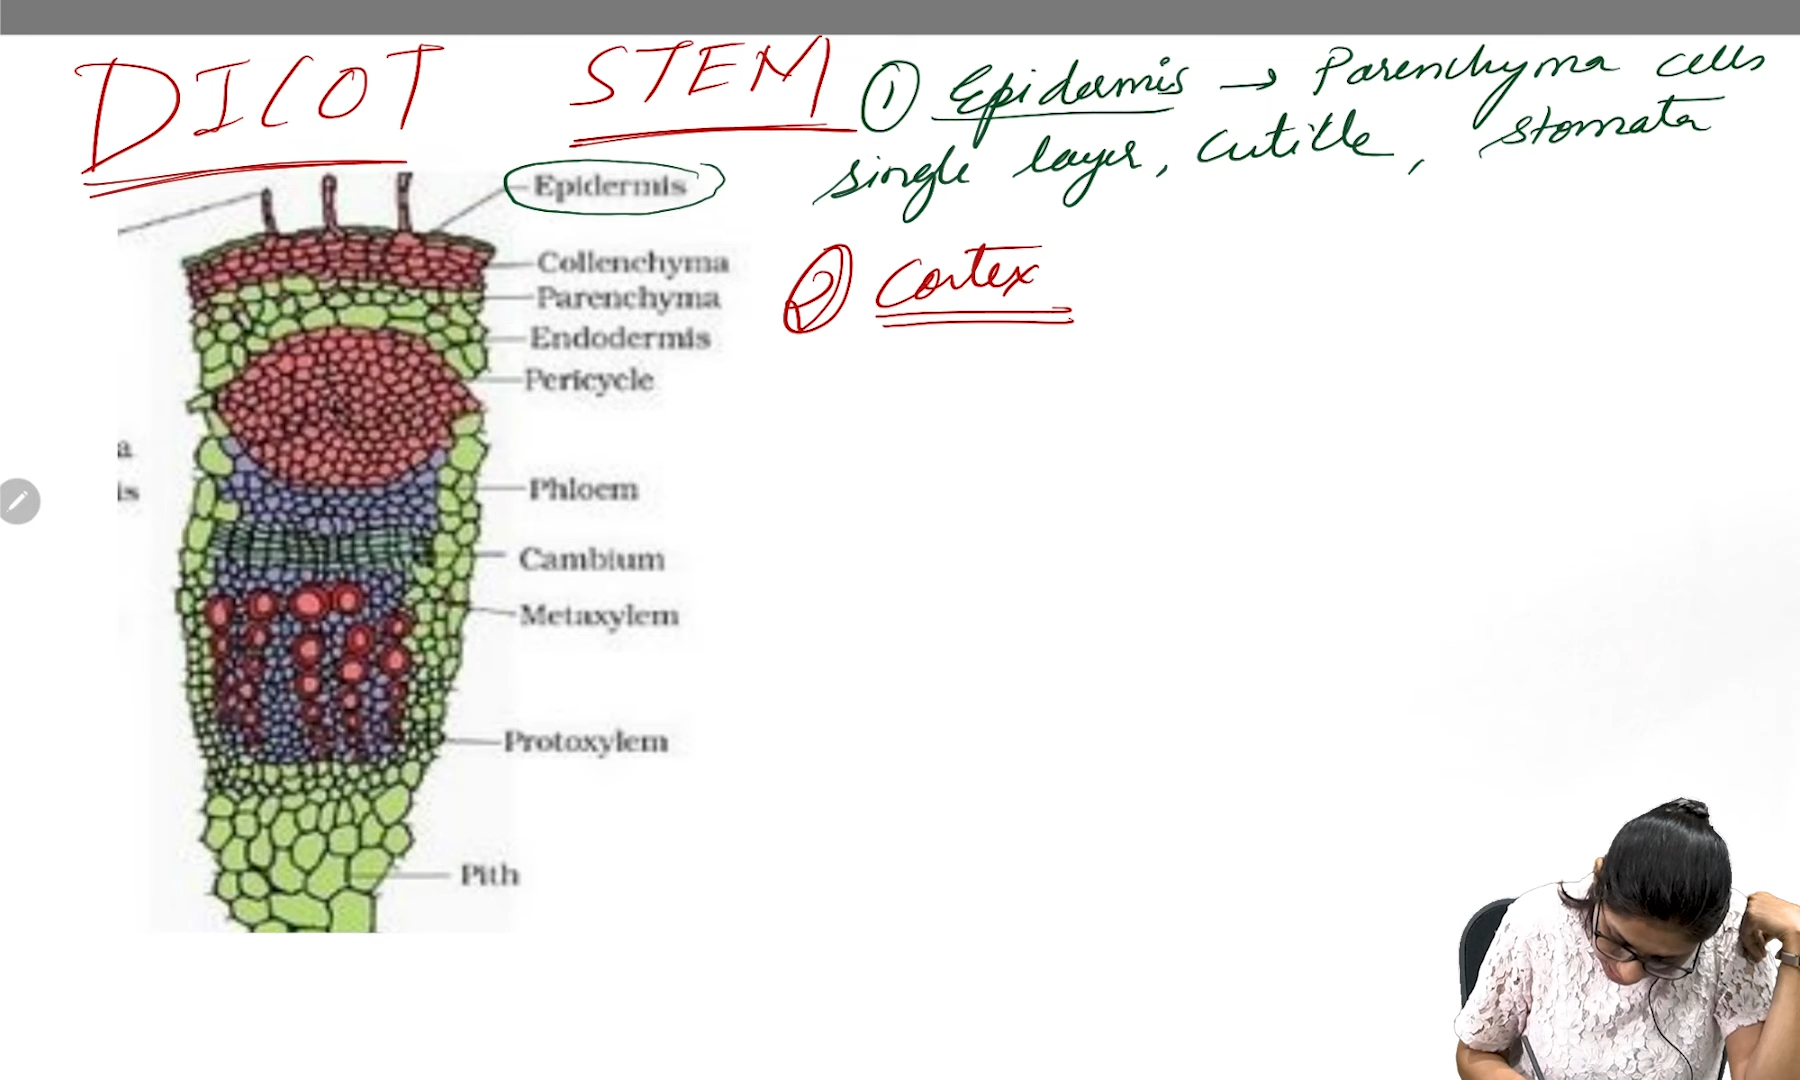 DICOT STEM
① Epidermis → Parenchyma cells
single layer, cuticle, stomata
② Cortex
Epidermis
Collenchyma
Parenchyma
Endodermis
Pericycle
a
is
Phloem
Cambium
Metaxylem
Protoxylem
Pith